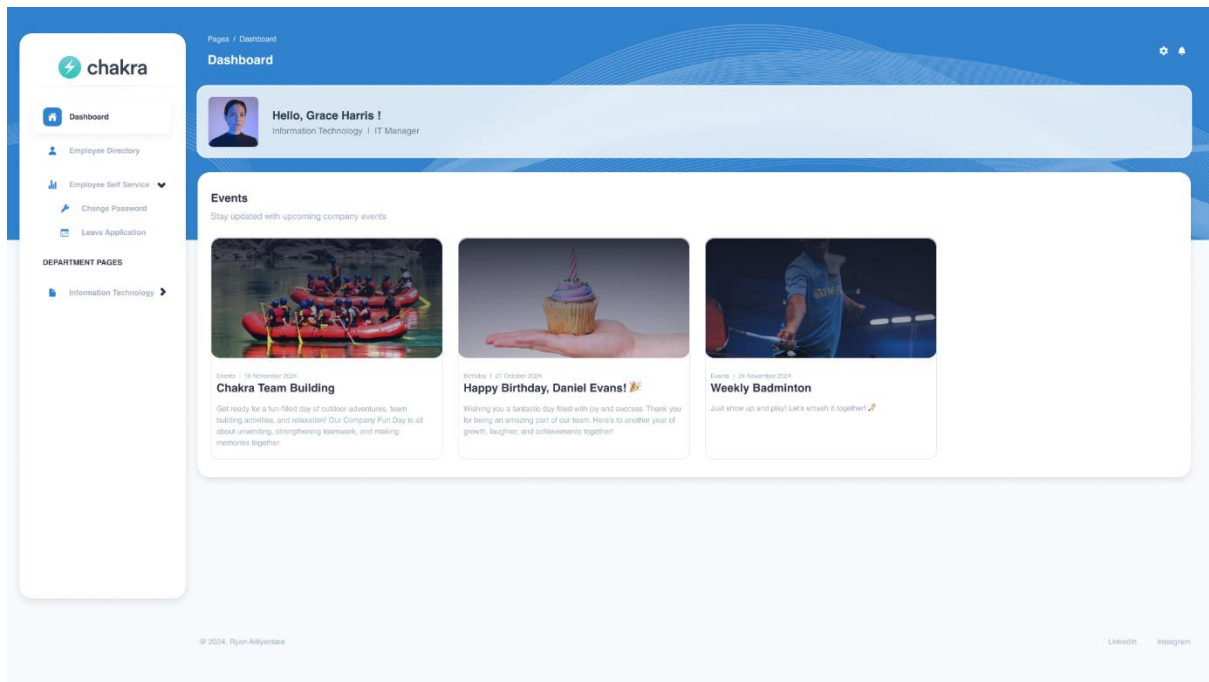 chakra
Dashboard
Employee Directory
Employee Self Service
Change Password
Leave Application
DEPARTMENT PAGES
Information Technology
Pages / Dashboard
Dashboard
Hello, Grace Harris !
Information Technology | IT Manager
Events
Stay updated with upcoming company events
Events | 16 November 2024
Chakra Team Building
Get ready for a fun-filled day of outdoor adventures, team
building activities, and relaxation! Our Company Fun Day is all
about unwinding, strengthening teamwork, and making
memories together.
Birthday | 21 October 2024
Happy Birthday, Daniel Evans! 🎉
Wishing you a fantastic day filled with joy and success. Thank you
for being an amazing part of our team. Here's to another year of
growth, laughter, and achievements together!
Events | 24 November 2024
Weekly Badminton
Just show up and play! Let's smash it together!
@ 2024, Ryan Adiyantara
LinkedIn
Instagram